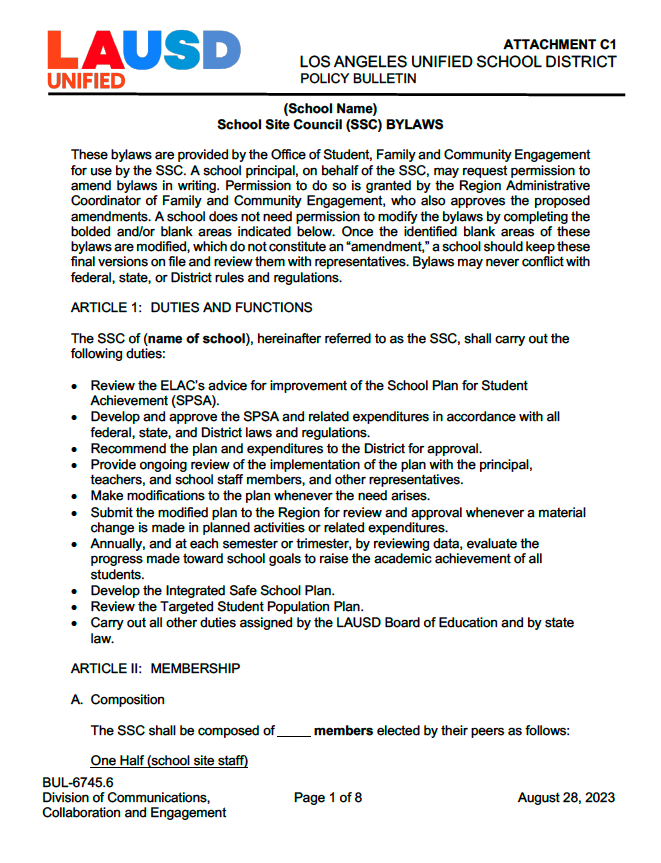 LAUSD
UNIFIED
ATTACHMENT C1
LOS ANGELES UNIFIED SCHOOL DISTRICT
POLICY BULLETIN
(School Name)
School Site Council (SSC) BYLAWS
These bylaws are provided by the Office of Student, Family and Community Engagement
for use by the SSC. A school principal, on behalf of the SSC, may request permission to
amend bylaws in writing. Permission to do so is granted by the Region Administrative
Coordinator of Family and Community Engagement, who also approves the proposed
amendments. A school does not need permission to modify the bylaws by completing the
bolded and/or blank areas indicated below. Once the identified blank areas of these
bylaws are modified, which do not constitute an “amendment,” a school should keep these
final versions on file and review them with representatives. Bylaws may never conflict with
federal, state, or District rules and regulations.
ARTICLE 1: DUTIES AND FUNCTIONS
The SSC of (name of school), hereinafter referred to as the SSC, shall carry out the
following duties:
• Review the ELAC’s advice for improvement of the School Plan for Student
Achievement (SPSA).
• Develop and approve the SPSA and related expenditures in accordance with all
federal, state, and District laws and regulations.
• Recommend the plan and expenditures to the District for approval.
• Provide ongoing review of the implementation of the plan with the principal,
teachers, and school staff members, and other representatives.
• Make modifications to the plan whenever the need arises.
• Submit the modified plan to the Region for review and approval whenever a material
change is made in planned activities or related expenditures.
• Annually, and at each semester or trimester, by reviewing data, evaluate the
progress made toward school goals to raise the academic achievement of all
students.
• Develop the Integrated Safe School Plan.
• Review the Targeted Student Population Plan.
• Carry out all other duties assigned by the LAUSD Board of Education and by state
law.
ARTICLE II: MEMBERSHIP
A. Composition
The SSC shall be composed of _____ members elected by their peers as follows:
One Half (school site staff)
BUL-6745.6
Division of Communications,
Collaboration and Engagement
Page 1 of 8
August 28, 2023